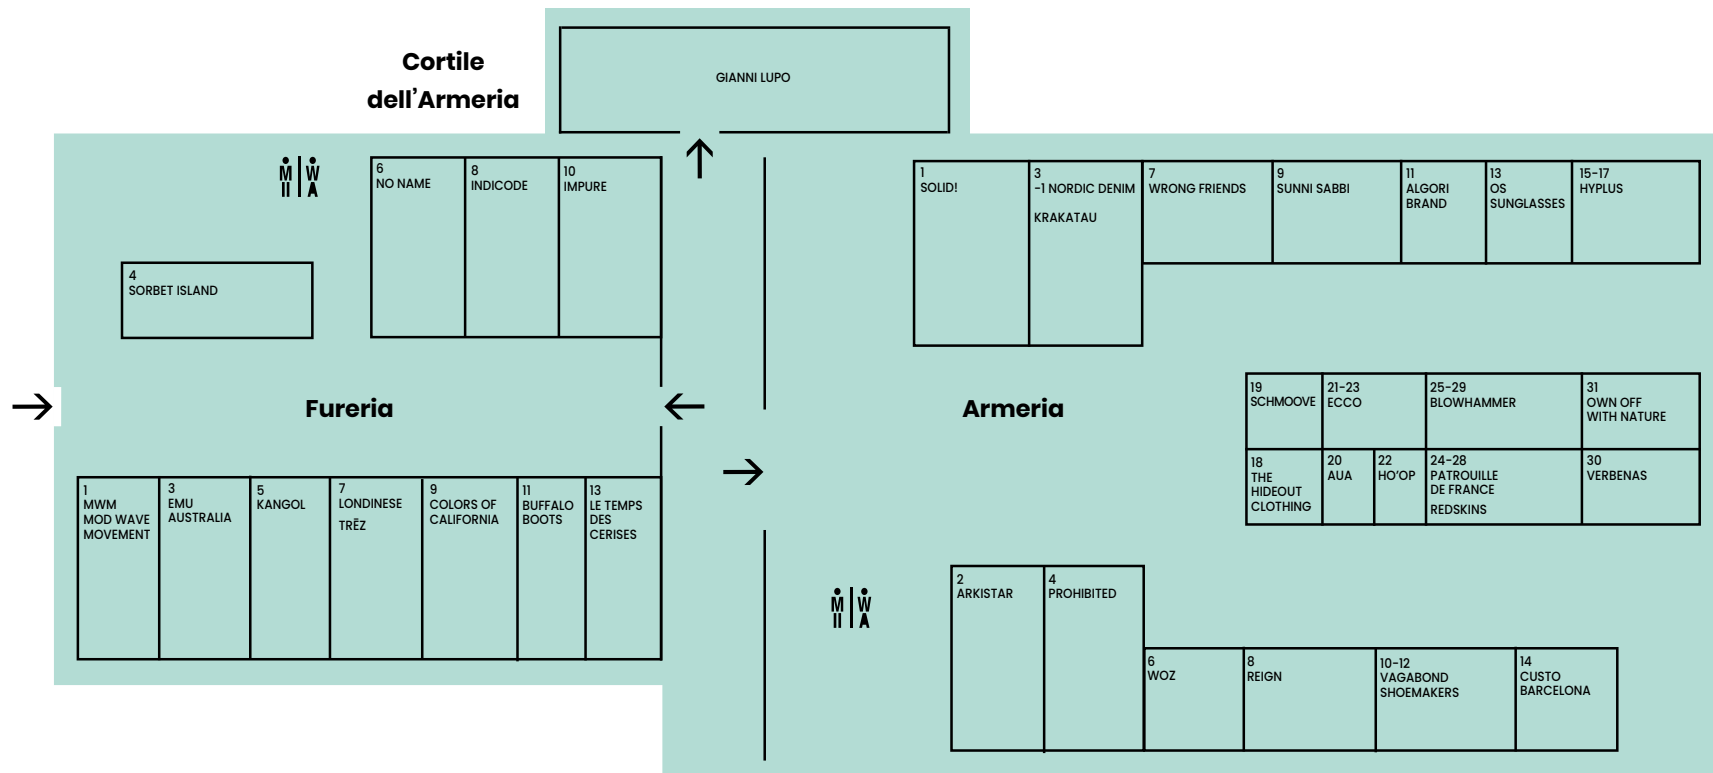 Cortile
dell'Armeria
GIANNI LUPO
M W
6
NO NAME
8
INDICODE
10
IMPURE
4
SORBET ISLAND
Fureria
1
MWM
MOD WAVE
MOVEMENT
3
EMU
AUSTRALIA
5
KANGOL
7
LONDINESE
TRĒZ
9
COLORS OF
CALIFORNIA
11
BUFFALO
BOOTS
13
LE TEMPS
DES
CERISES
1
SOLID!
3
-1 NORDIC DENIM
KRAKATAU
7
WRONG FRIENDS
9
SUNNI SABBI
11
ALGORI
BRAND
13
OS
SUNGLASSES
15-17
HYPLUS
Armeria
19
SCHMOOVE
21-23
ECCO
25-29
BLOWHAMMER
31
OWN OFF
WITH NATURE
18
THE
HIDEOUT
CLOTHING
20
AUA
22
HO'OP
24-28
PATROUILLE
DE FRANCE
REDSKINS
30
VERBENAS
M W
2
ARKISTAR
4
PROHIBITED
6
WOZ
8
REIGN
10-12
VAGABOND
SHOEMAKERS
14
CUSTO
BARCELONA